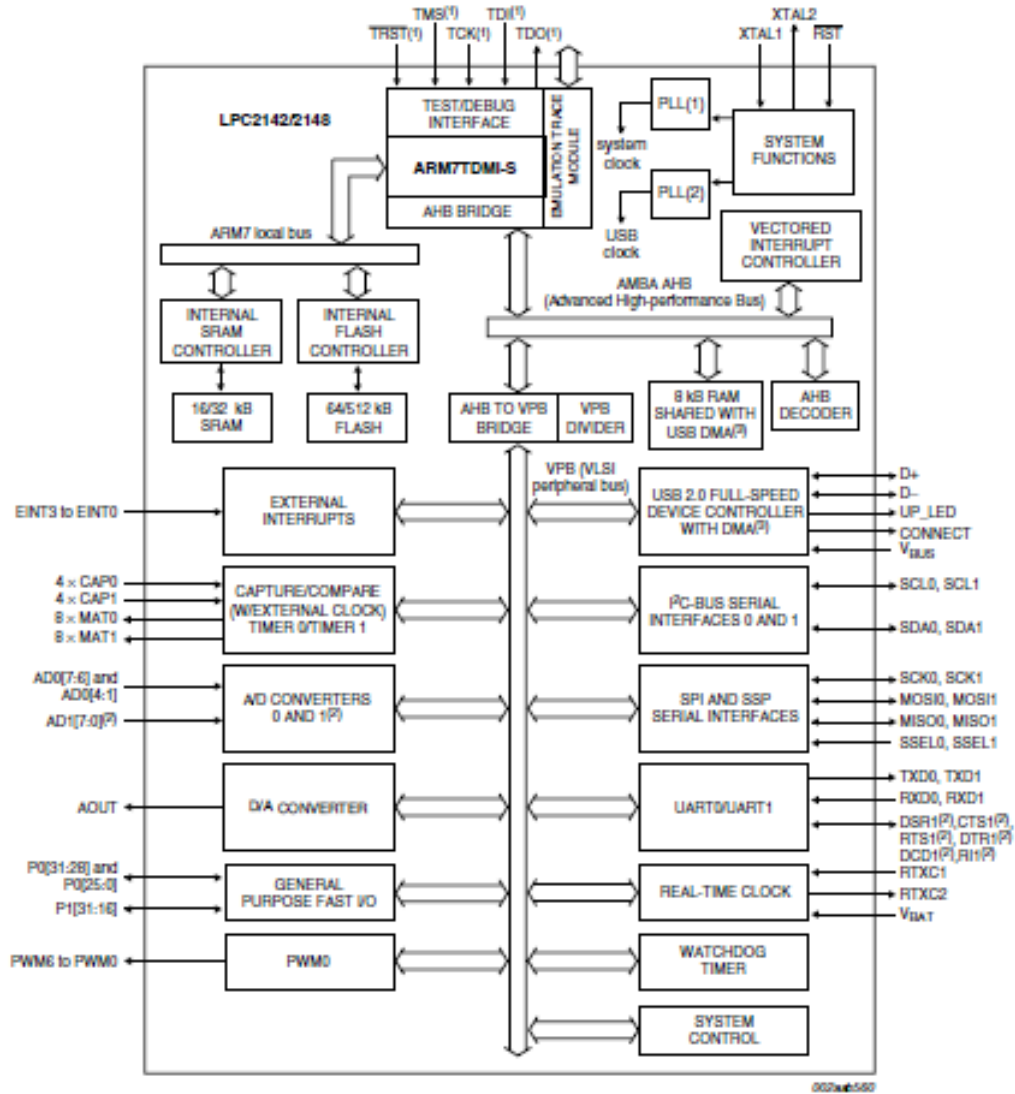 XTAL2
TMS(1) TDI(1)
TRST(1) TCK(1) TDO(1)
XTAL1 RST
LPC2142/2148
TEST/DEBUG
INTERFACE
ARM7TDMI-S
AHB BRIDGE
EMULATION TRACE
MODULE
PLL(1)
system
clock
PLL(2)
USB
clock
SYSTEM
FUNCTIONS
VECTORED
INTERRUPT
CONTROLLER
ARM7 local bus
AMBA AHB
(Advanced High-performance Bus)
INTERNAL
SRAM
CONTROLLER
INTERNAL
FLASH
CONTROLLER
16/32 kB
SRAM
64/512 kB
FLASH
AHB TO VPB
BRIDGE
VPB
DIVIDER
8 kB RAM
SHARED WITH
USB DMA(3)
AHB
DECODER
VPB (VLSI
peripheral bus)
EINT3 to EINT0
EXTERNAL
INTERRUPTS
USB 2.0 FULL-SPEED
DEVICE CONTROLLER
WITH DMA(3)
D+
D−
UP_LED
CONNECT
VBUS
4 × CAP0
4 × CAP1
8 × MAT0
8 × MAT1
CAPTURE/COMPARE
(W/EXTERNAL CLOCK)
TIMER 0/TIMER 1
I2C-BUS SERIAL
INTERFACES 0 AND 1
SCL0, SCL1
SDA0, SDA1
AD0[7:6] and
AD0[4:1]
AD1[7:0](2)
A/D CONVERTERS
0 AND 1(2)
SPI AND SSP
SERIAL INTERFACES
SCK0, SCK1
MOSI0, MOSI1
MISO0, MISO1
SSEL0, SSEL1
AOUT
D/A CONVERTER
UART0/UART1
TXD0, TXD1
RXD0, RXD1
DSR1(2),CTS1(2),
RTS1(2), DTR1(2)
DCD1(2),RI1(2)
P0[31:28] and
P0[25:0]
P1[31:16]
GENERAL
PURPOSE FAST I/O
REAL-TIME CLOCK
RTXC1
RTXC2
VBAT
PWM6 to PWM0
PWM0
WATCHDOG
TIMER
SYSTEM
CONTROL
002aab560